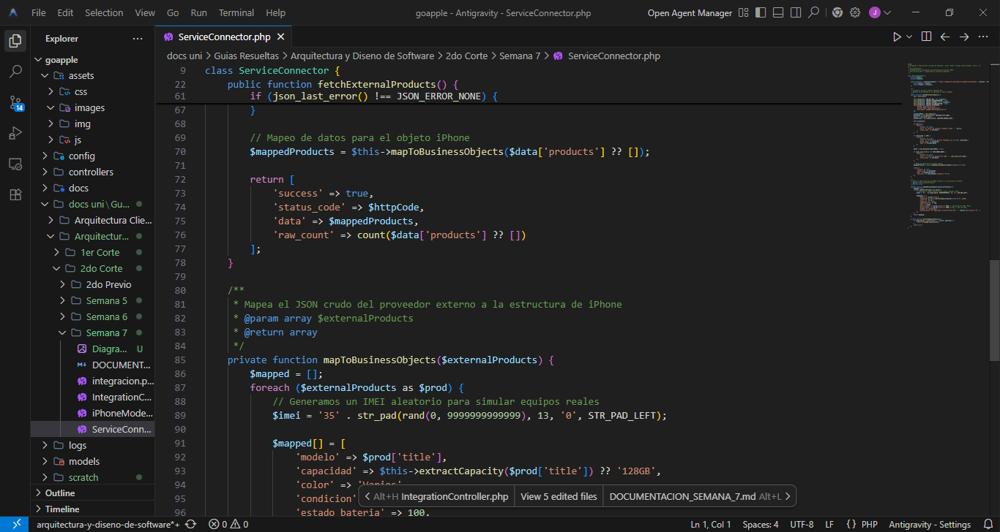 File Edit Selection View Go Run Terminal Help
goapple - Antigravity - ServiceConnector.php
Open Agent Manager
J
Explorer
ServiceConnector.php
docs uni > Guias Resueltas > Arquitectura y Diseno de Software > 2do Corte > Semana 7 > ServiceConnector.php
goapple
assets
css
images
img
js
config
controllers
docs
docs uni\Gu...
Arquitectura Clie...
Arquitectur...
1er Corte
2do Corte
2do Previo
Semana 5
Semana 6
Semana 7
Diagra... U
DOCUMENT...
integracion.p...
IntegrationC...
iPhoneMode...
ServiceConn...
logs
models
scratch
Outline
Timeline
14
9 class ServiceConnector {
22 public function fetchExternalProducts() {
61 if (json_last_error() !== JSON_ERROR_NONE) {
67 }
68
69 // Mapeo de datos para el objeto iPhone
70 $mappedProducts = $this->mapToBusinessObjects($data['products'] ?? []);
71
72 return [
73 'success' => true,
74 'status_code' => $httpCode,
75 'data' => $mappedProducts,
76 'raw_count' => count($data['products'] ?? [])
77 ];
78 }
79
80 /**
81 * Mapea el JSON crudo del proveedor externo a la estructura de iPhone
82 * @param array $externalProducts
83 * @return array
84 */
85 private function mapToBusinessObjects($externalProducts) {
86 $mapped = [];
87 foreach ($externalProducts as $prod) {
88 // Generamos un IMEI aleatorio para simular equipos reales
89 $imei = '35' . str_pad(rand(0, 9999999999999), 13, '0', STR_PAD_LEFT);
90
91 $mapped[] = [
92 'modelo' => $prod['title'],
93 'capacidad' => $this->extractCapacity($prod['title']) ?? '128GB',
94 'color' => 'Varios',
95 'condicion'
96 'estado_bateria' => 100,
< Alt+H IntegrationController.php View 5 edited files DOCUMENTACION_SEMANA_7.md Alt+L >
arquitectura-y-diseno-de-software*+ 0 0
Ln 1, Col 1 Spaces: 4 UTF-8 LF {} PHP Antigravity - Settings